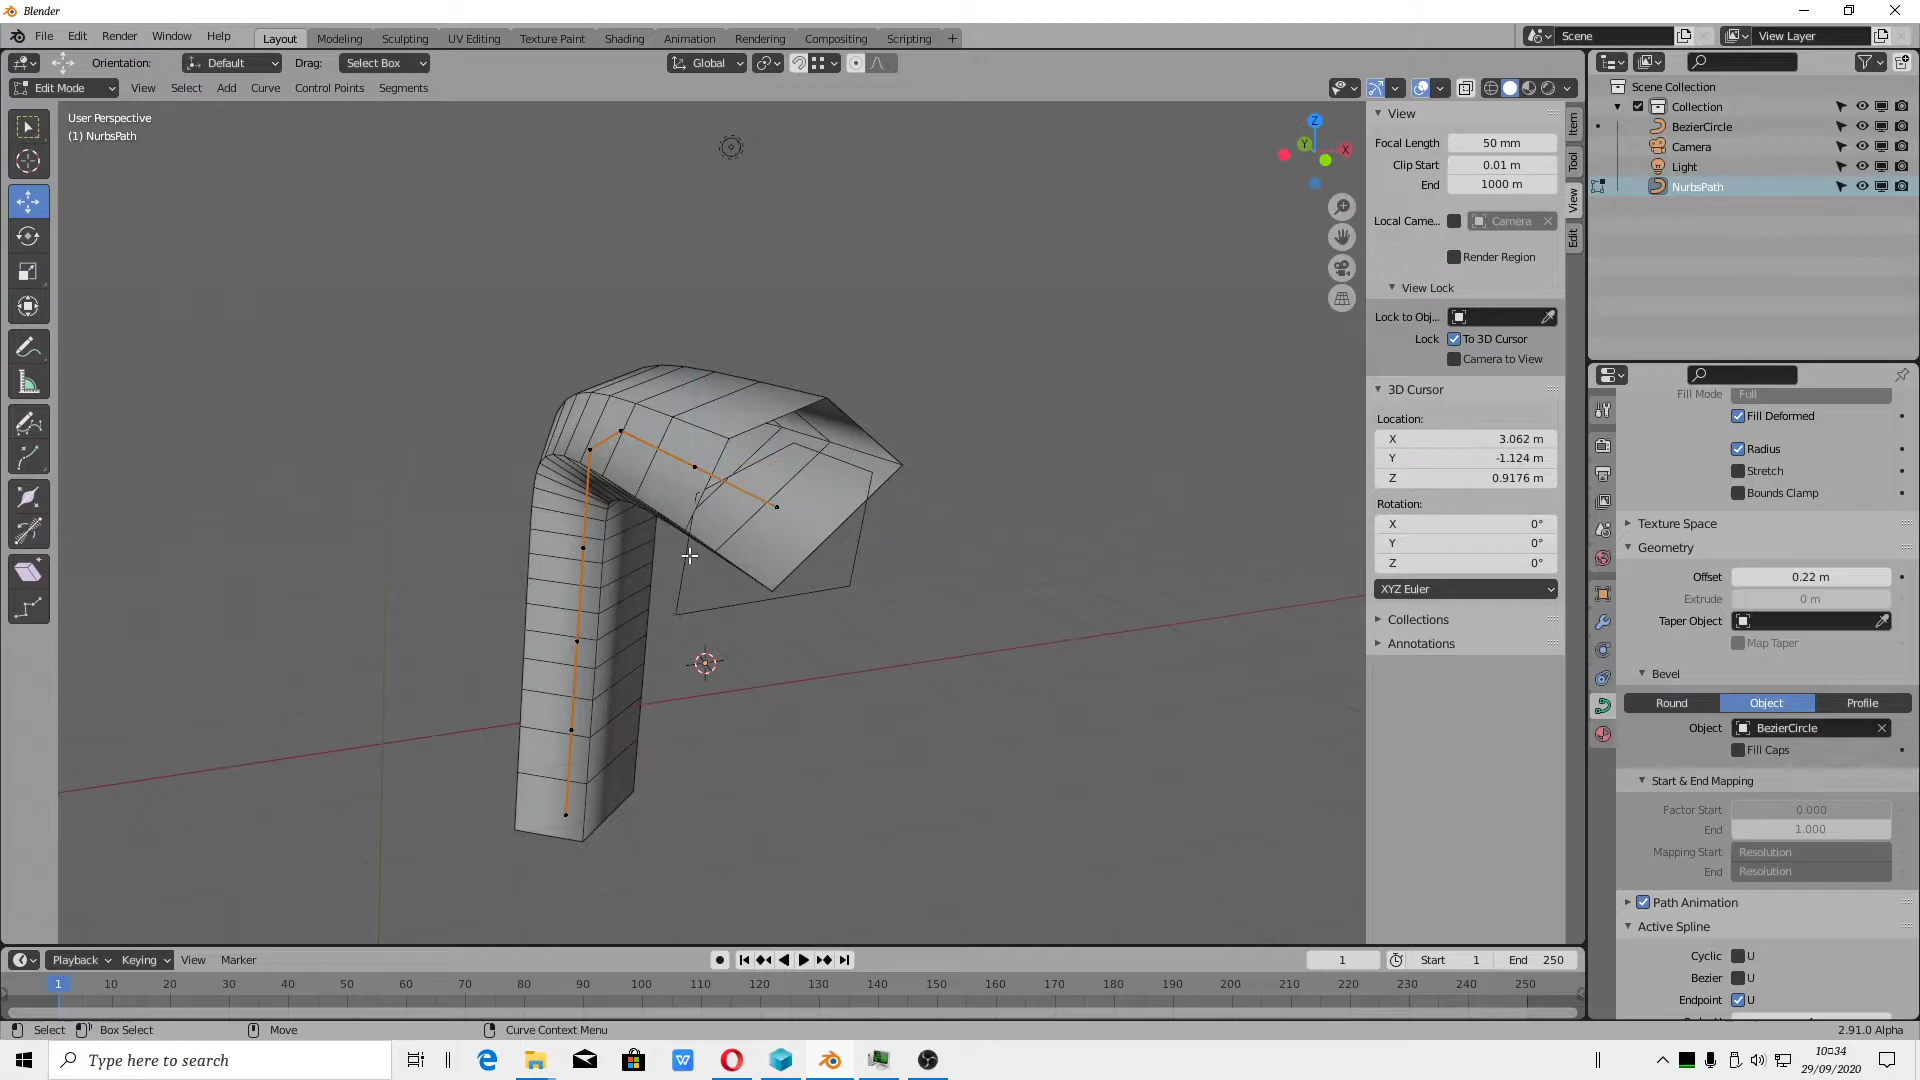 Blender
File Edit Render Window Help
Layout Modeling Sculpting UV Editing Texture Paint Shading Animation Rendering Compositing Scripting +
Scene
View Layer
Orientation: Default Drag: Select Box
Global
Edit Mode View Select Add Curve Control Points Segments
User Perspective
(1) NurbsPath
Z
Y
X
Item
Tool
View
Edit
View
Focal Length 50 mm
Clip Start 0.01 m
End 1000 m
Local Came... Camera
Render Region
View Lock
Lock to Obj...
Lock To 3D Cursor
Camera to View
3D Cursor
Location:
X 3.062 m
Y -1.124 m
Z 0.9176 m
Rotation:
X 0°
Y 0°
Z 0°
XYZ Euler
Collections
Annotations
Scene Collection
Collection
BezierCircle
Camera
Light
NurbsPath
Fill Mode Full
Fill Deformed
Radius
Stretch
Bounds Clamp
Texture Space
Geometry
Offset 0.22 m
Extrude 0 m
Taper Object
Map Taper
Bevel
Round Object Profile
Object BezierCircle
Fill Caps
Start & End Mapping
Factor Start 0.000
End 1.000
Mapping Start Resolution
End Resolution
Path Animation
Active Spline
Cyclic U
Bezier U
Endpoint U
Playback Keying View Marker
1 Start 1 End 250
1 10 20 30 40 50 60 70 80 90 100 110 120 130 140 150 160 170 180 190 200 210 220 230 240 250
Select Box Select Move Curve Context Menu
2.91.0 Alpha
Type here to search
29/09/2020